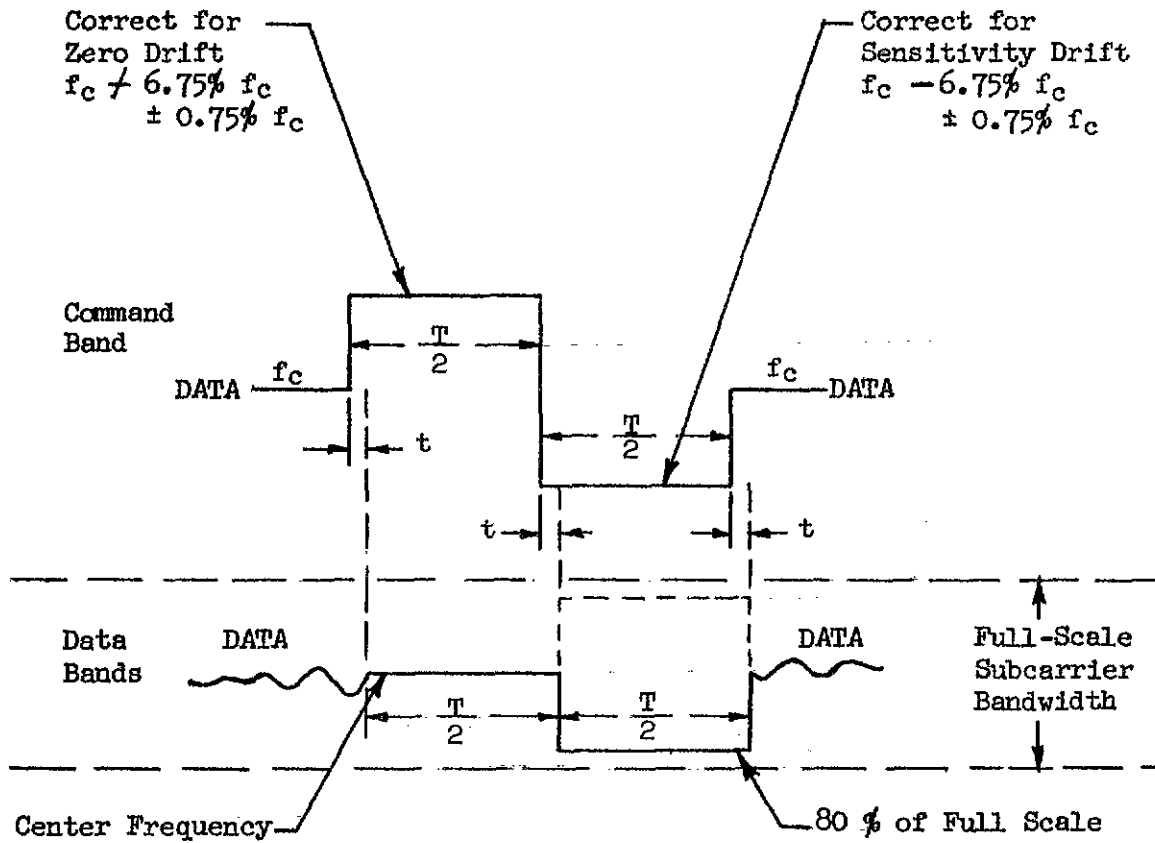 Correct for
Zero Drift
fc + 6.75% fc
± 0.75% fc
Correct for
Sensitivity Drift
fc - 6.75% fc
± 0.75% fc
Command
Band
T
2
DATA
fc
fc
DATA
t
T
2
t
t
Data
Bands
DATA
DATA
Full-Scale
Subcarrier
Bandwidth
T
2
T
2
Center Frequency
80 % of Full Scale